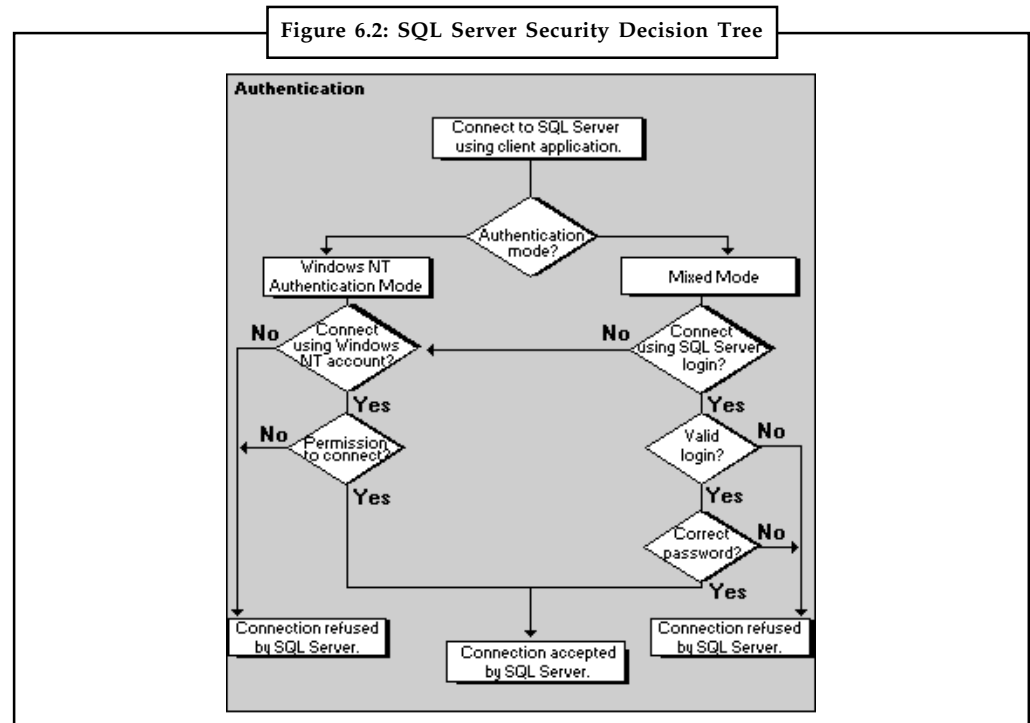 Figure 6.2: SQL Server Security Decision Tree
Authentication
Connect to SQL Server
using client application.
Authentication
mode?
Windows NT
Authentication Mode
Mixed Mode
No
Connect
using Windows
NT account?
No
Connect
using SQL Server
login?
Yes
Yes
No
Permission
to connect?
Valid
login?
No
Yes
Yes
Correct
password?
No
Yes
Connection refused
by SQL Server.
Connection accepted
by SQL Server.
Connection refused
by SQL Server.